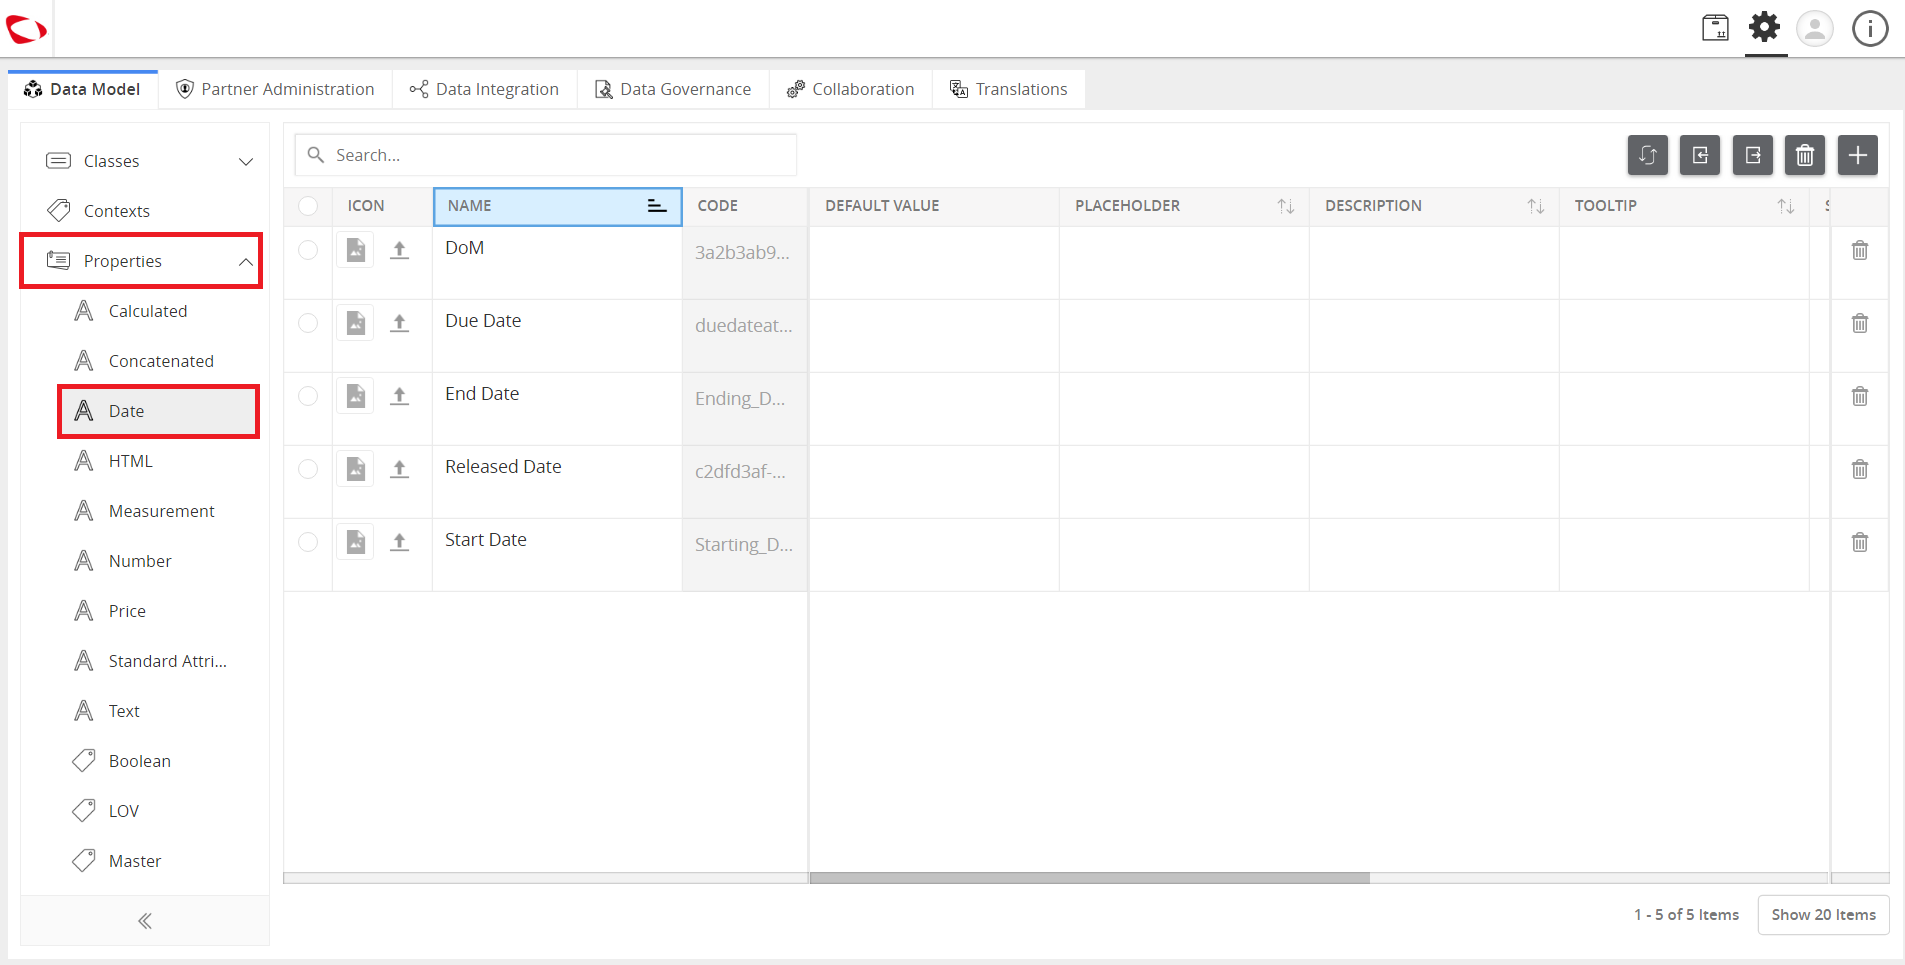 Data Model
Partner Administration
Data Integration
Data Governance
Collaboration
Translations
Classes
Contexts
Properties
Calculated
Concatenated
Date
HTML
Measurement
Number
Price
Standard Attri...
Text
Boolean
LOV
Master
Search...
ICON NAME CODE DEFAULT VALUE PLACEHOLDER DESCRIPTION TOOLTIP
DoM 3a2b3ab9...
Due Date duedateat...
End Date Ending_D...
Released Date c2dfd3af-...
Start Date Starting_D...
1 - 5 of 5 Items Show 20 Items